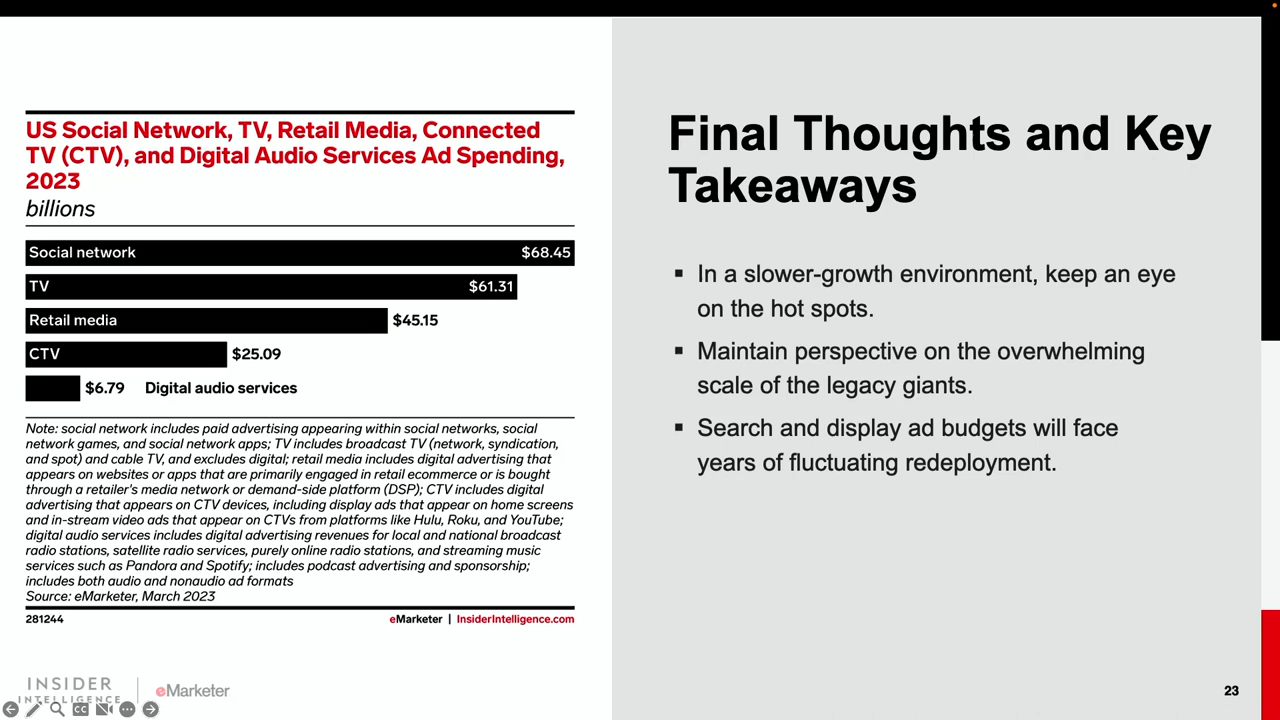 US Social Network, TV, Retail Media, Connected
TV (CTV), and Digital Audio Services Ad Spending,
2023
billions
Social network $68.45
TV $61.31
Retail media $45.15
CTV $25.09
$6.79 Digital audio services
Note: social network includes paid advertising appearing within social networks, social
network games, and social network apps; TV includes broadcast TV (network, syndication,
and spot) and cable TV, and excludes digital; retail media includes digital advertising that
appears on websites or apps that are primarily engaged in retail ecommerce or is bought
through a retailer's media network or demand-side platform (DSP); CTV includes digital
advertising that appears on CTV devices, including display ads that appear on home screens
and in-stream video ads that appear on CTVs from platforms like Hulu, Roku, and YouTube;
digital audio services includes digital advertising revenues for local and national broadcast
radio stations, satellite radio services, purely online radio stations, and streaming music
services such as Pandora and Spotify; includes podcast advertising and sponsorship;
includes both audio and nonaudio ad formats
Source: eMarketer, March 2023
281244 eMarketer | InsiderIntelligence.com
INSIDER
INTELLIGENCE
eMarketer
CC
Final Thoughts and Key
Takeaways
▪ In a slower-growth environment, keep an eye
on the hot spots.
▪ Maintain perspective on the overwhelming
scale of the legacy giants.
▪ Search and display ad budgets will face
years of fluctuating redeployment.
23